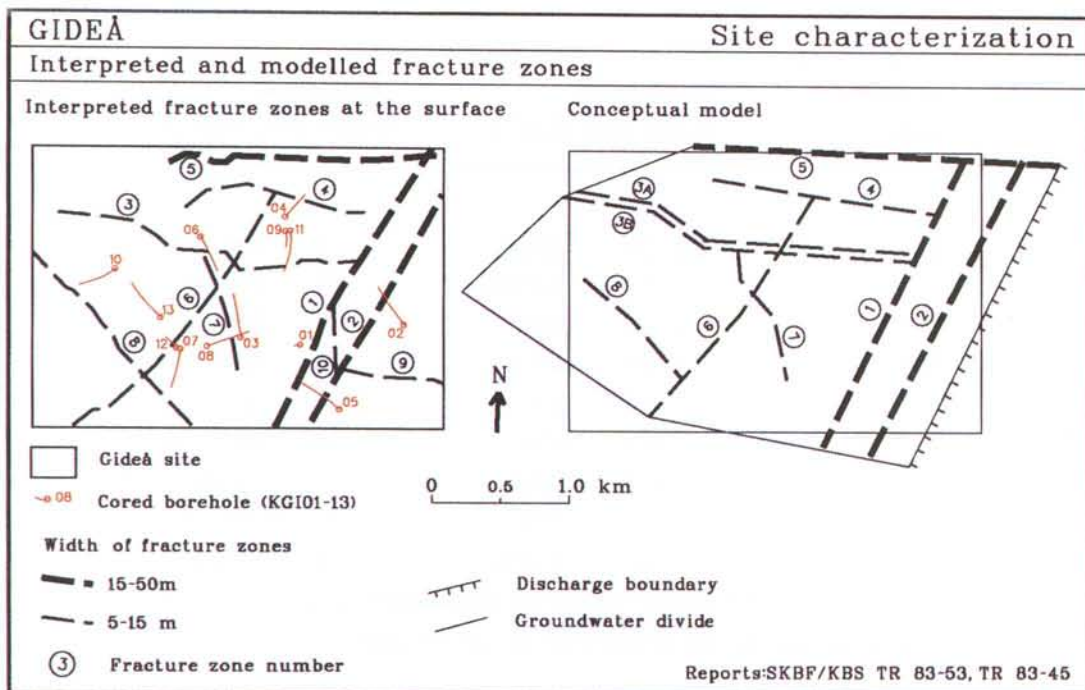 GIDEÅ
Site characterization
Interpreted and modelled fracture zones
Interpreted fracture zones at the surface
Conceptual model
5
4
3
04
09
11
06
10
13
6
7
1
2
02
01
12
07
08
03
8
10
9
05
5
3A
3B
4
8
6
7
1
2
N
Gideå site
08 Cored borehole (KGI01-13)
0 0.5 1.0 km
Width of fracture zones
15-50m
5-15 m
3 Fracture zone number
Discharge boundary
Groundwater divide
Reports:SKBF/KBS TR 83-53, TR 83-45